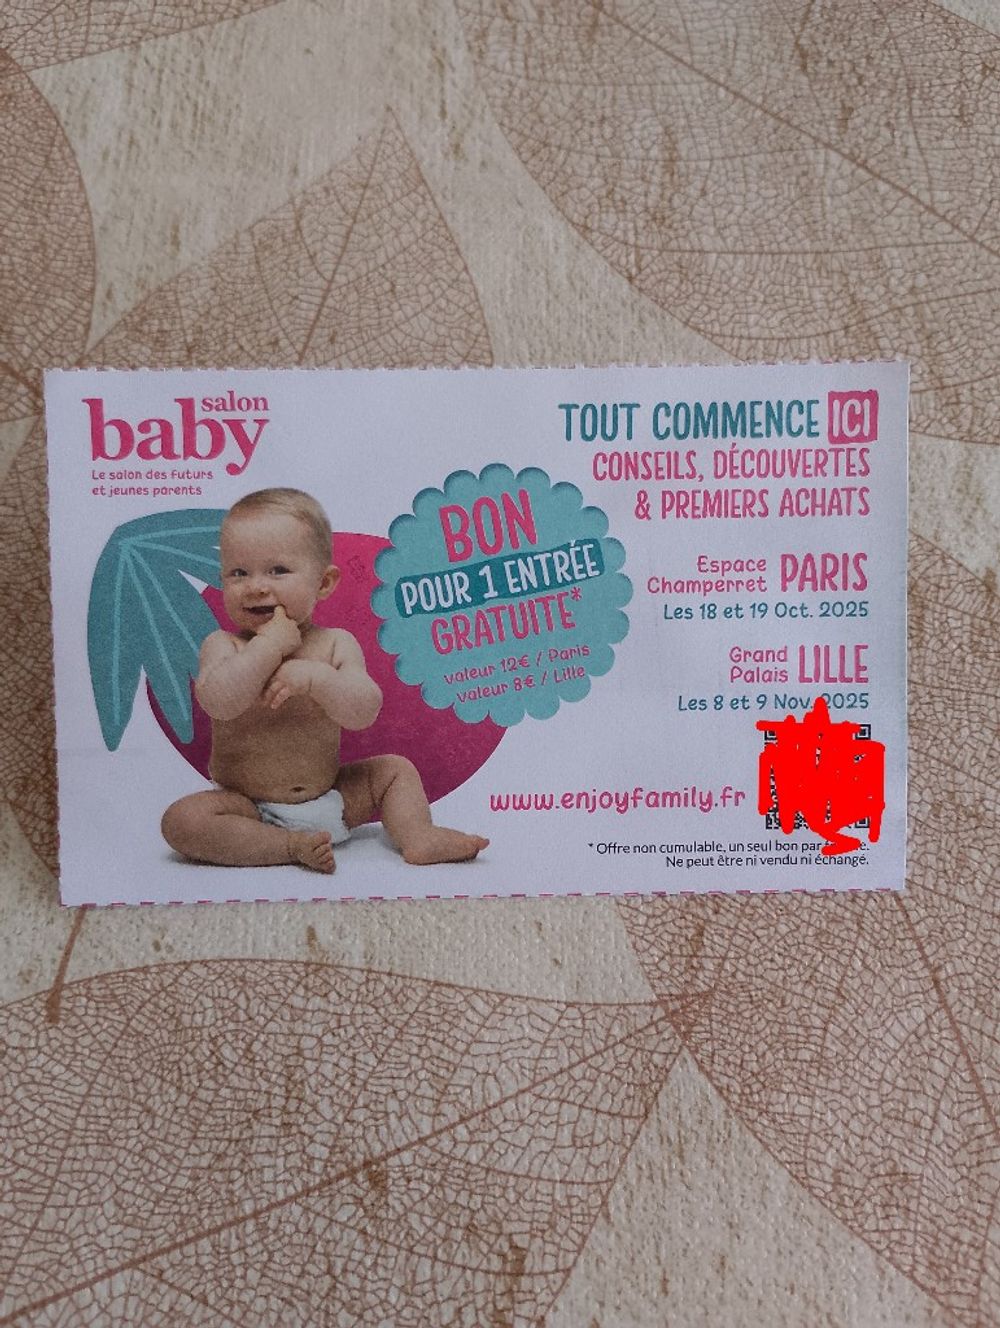 salon
baby
Le salon des futurs
et jeunes parents
BON
POUR 1 ENTRÉE
GRATUITE*
valeur 12€ / Paris
valeur 8€ / Lille
TOUT COMMENCE ICI
CONSEILS, DÉCOUVERTES
& PREMIERS ACHATS
Espace
Champerret PARIS
Les 18 et 19 Oct. 2025
Grand
Palais LILLE
Les 8 et 9 Nov. 2025
www.enjoyfamily.fr
* Offre non cumulable, un seul bon par
Ne peut être ni vendu ni échangé.